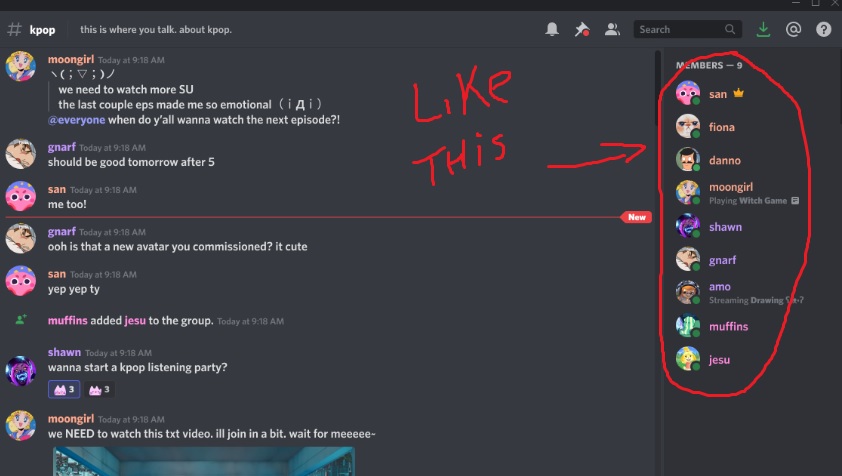 # kpop this is where you talk. about kpop. Search
moongirl Today at 9:18 AM
ヽ(；▽；)ノ
we need to watch more SU
the last couple eps made me so emotional （ｉДｉ）
@everyone when do y'all wanna watch the next episode?!
gnarf Today at 9:18 AM
should be good tomorrow after 5
san Today at 9:18 AM
me too!
New
gnarf Today at 9:18 AM
ooh is that a new avatar you commissioned? it cute
san Today at 9:18 AM
yep yep ty
muffins added jesu to the group. Today at 9:18 AM
shawn Today at 9:18 AM
wanna start a kpop listening party?
3 3
moongirl Today at 9:18 AM
we NEED to watch this txt video. ill join in a bit. wait for meeeee~
LIKE
THIS
MEMBERS — 9
san
fiona
danno
moongirl
Playing Witch Game
shawn
gnarf
amo
Streaming Drawing
muffins
jesu